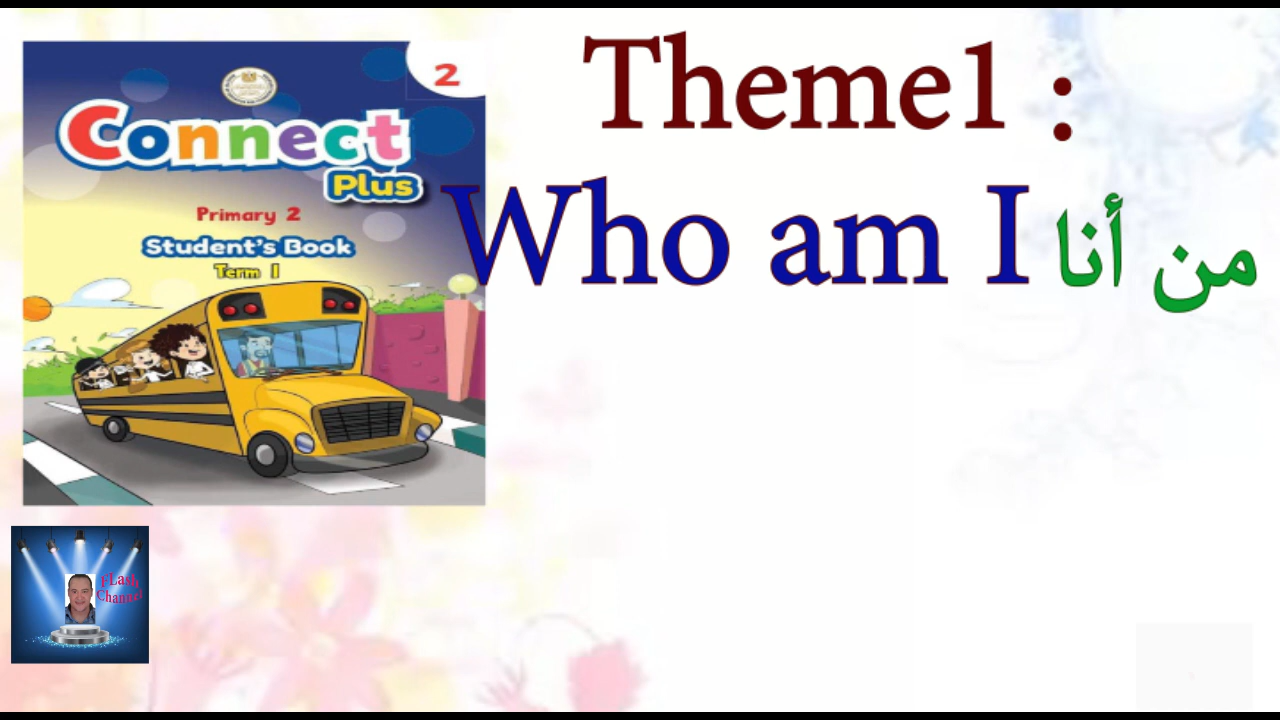 Theme1 :
Who am I من أنا
2
Connect
Plus
Primary 2
Student's Book
Term 1
FLash
Channel